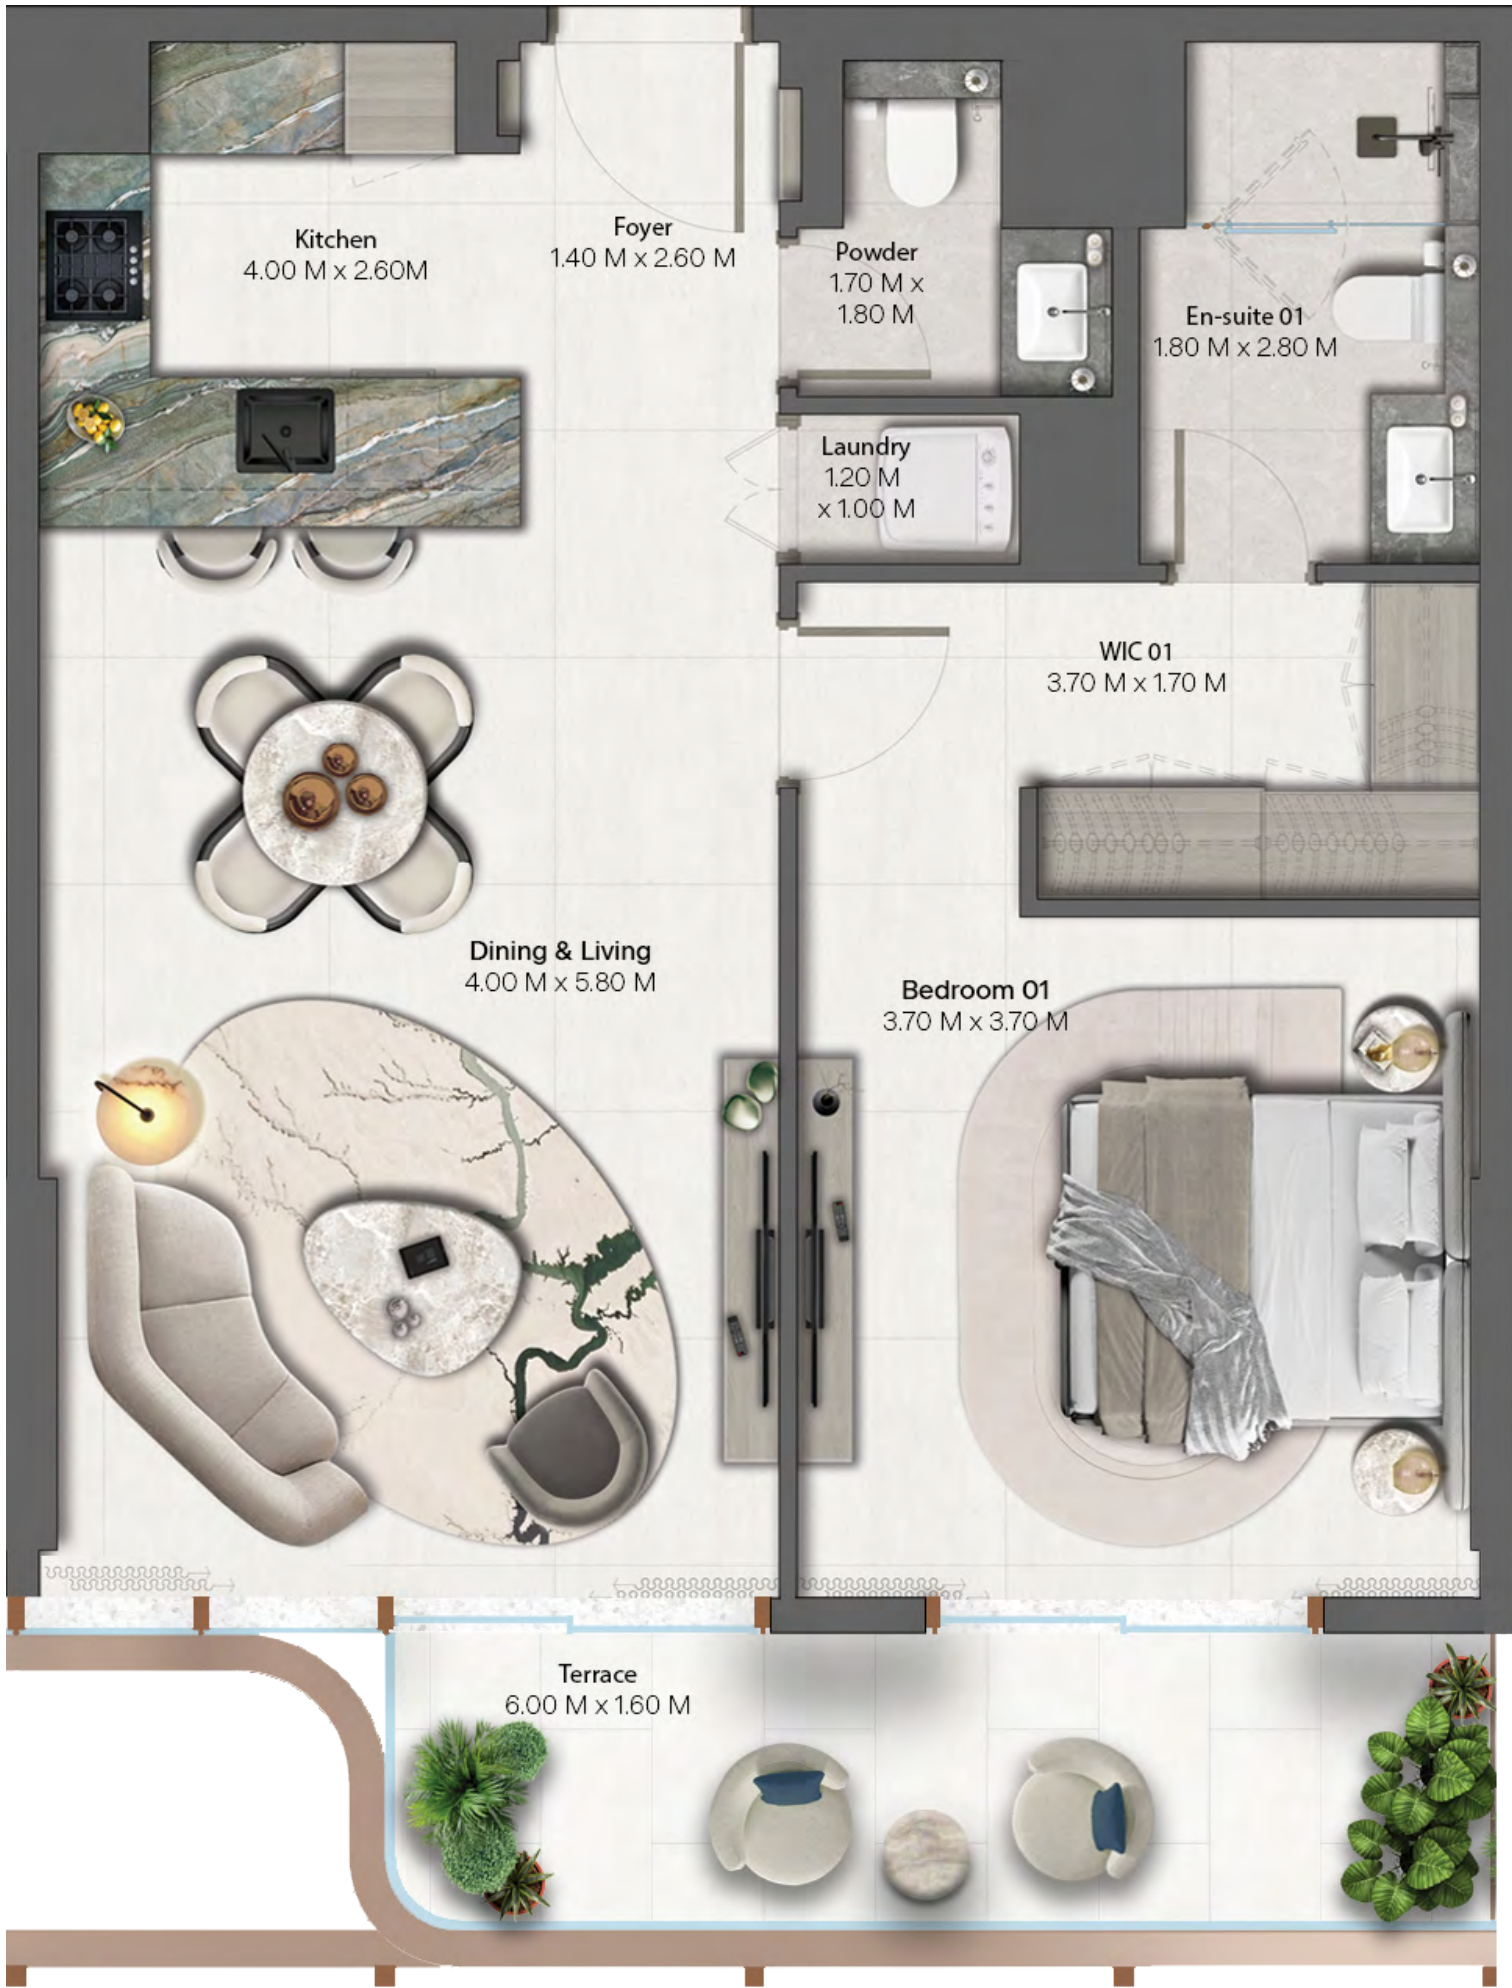 Kitchen
4.00 M x 2.60M
Foyer
1.40 M x 2.60 M
Powder
1.70 M x
1.80 M
En-suite 01
1.80 M x 2.80 M
Laundry
1.20 M
x 1.00 M
WIC 01
3.70 M x 1.70 M
Dining & Living
4.00 M x 5.80 M
Bedroom 01
3.70 M x 3.70 M
Terrace
6.00 M x 1.60 M